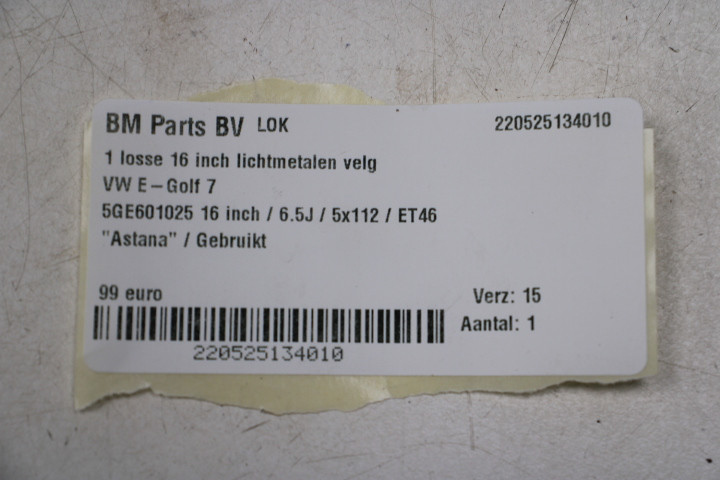 BM Parts BV LOK 220525134010
1 losse 16 inch lichtmetalen velg
VW E-Golf 7
5GE601025 16 inch / 6.5J / 5x112 / ET46
"Astana" / Gebruikt
99 euro Verz: 15
Aantal: 1
220525134010